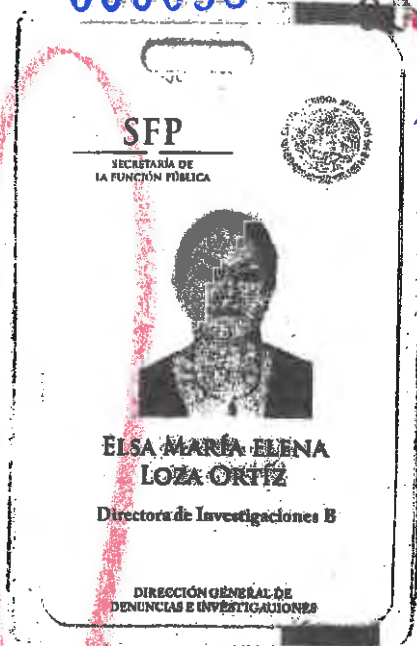 SFP
SECRETARÍA DE
LA FUNCIÓN PÚBLICA
ELSA MARÍA ELENA
LOZA ORTÍZ
Directora de Investigaciones B
DIRECCIÓN GENERAL DE
DENUNCIAS E INVESTIGACIONES